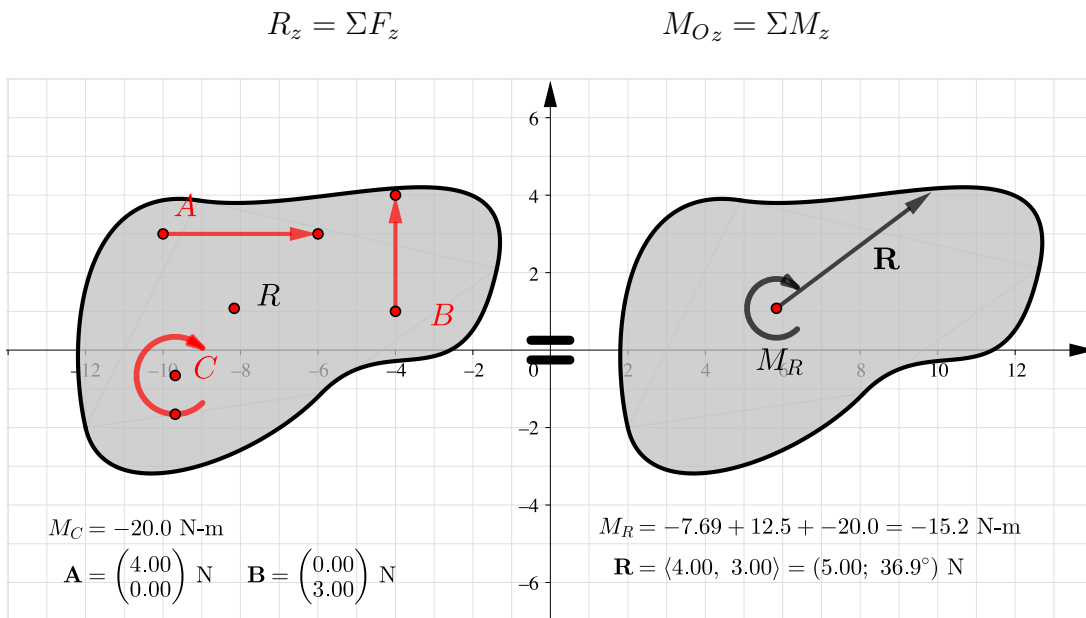 R_z = ΣF_z
M_{O_z} = ΣM_z
6
4
2
0
−2
−4
−6
−12 −10 −8 −6 −4 −2 2 4 6 8 10 12
A
R
B
C
R
M_R
M_C = −20.0 N-m
A = (4.00 0.00) N B = (0.00 3.00) N
M_R = −7.69 + 12.5 + −20.0 = −15.2 N-m
R = ⟨4.00, 3.00⟩ = (5.00; 36.9°) N